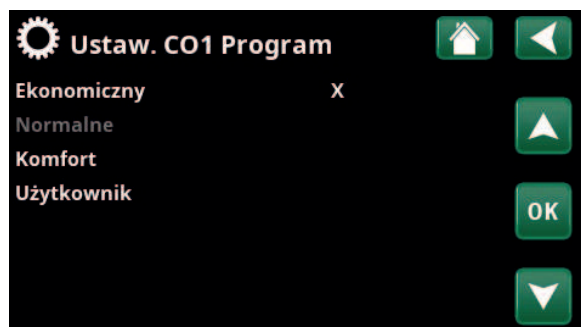 Ustaw. CO1 Program
Ekonomiczny X
Normalne
Komfort
Użytkownik
OK